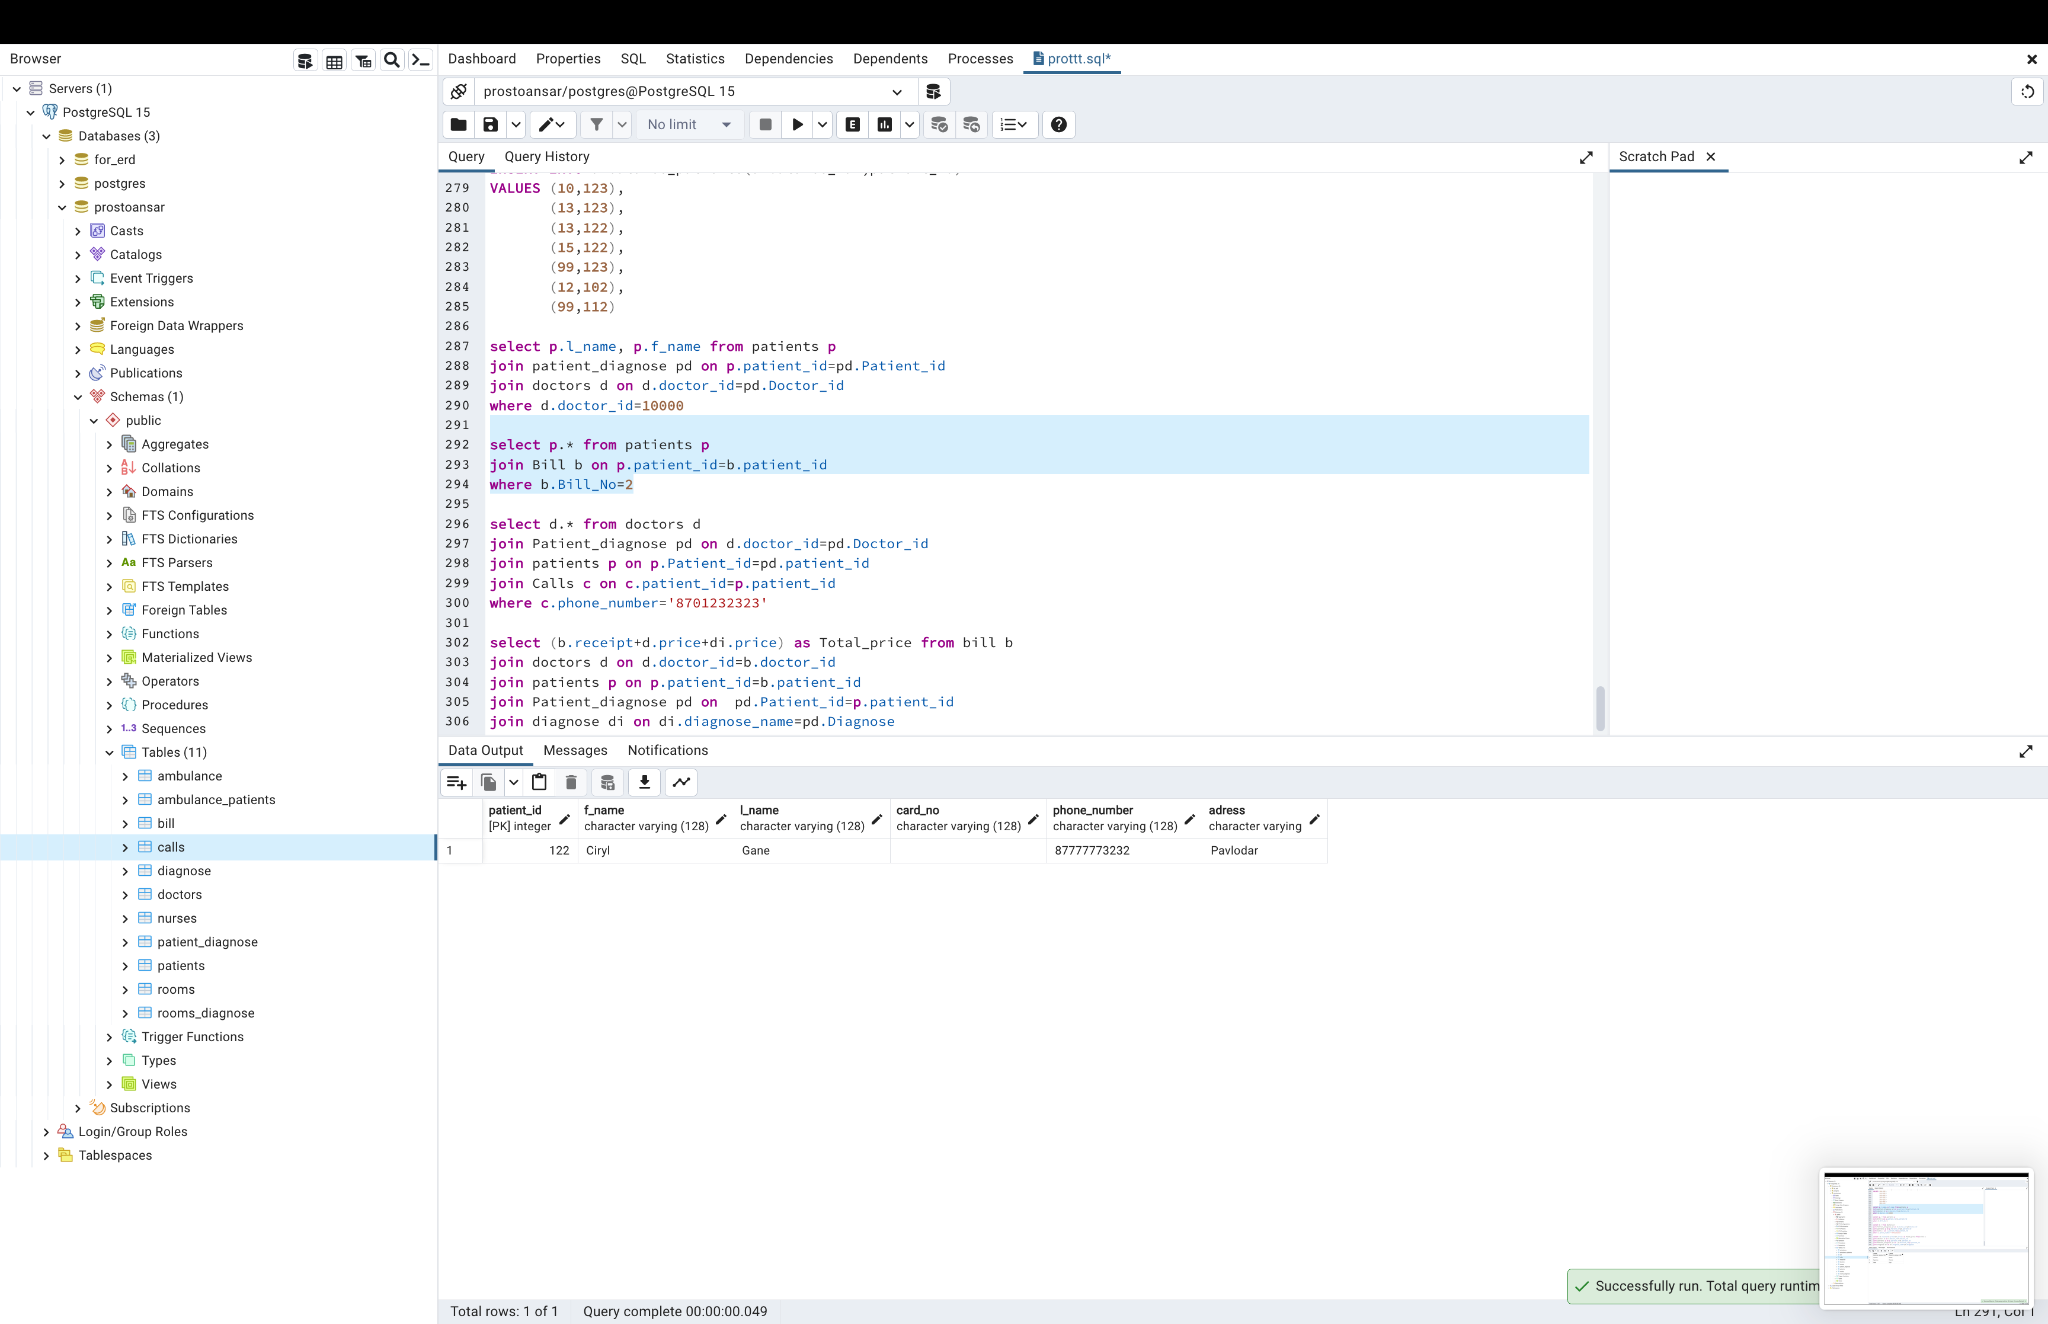 Browser
Servers (1)
PostgreSQL 15
Databases (3)
for_erd
postgres
prostoansar
Casts
Catalogs
Event Triggers
Extensions
Foreign Data Wrappers
Languages
Publications
Schemas (1)
public
Aggregates
Collations
Domains
FTS Configurations
FTS Dictionaries
FTS Parsers
FTS Templates
Foreign Tables
Functions
Materialized Views
Operators
Procedures
1..3 Sequences
Tables (11)
ambulance
ambulance_patients
bill
calls
diagnose
doctors
nurses
patient_diagnose
patients
rooms
rooms_diagnose
Trigger Functions
Types
Views
Subscriptions
Login/Group Roles
Tablespaces
Dashboard Properties SQL Statistics Dependencies Dependents Processes prottt.sql*
prostoansar/postgres@PostgreSQL 15
No limit
Query Query History
Scratch Pad
279 VALUES (10,123),
280 (13,123),
281 (13,122),
282 (15,122),
283 (99,123),
284 (12,102),
285 (99,112)
286
287 select p.l_name, p.f_name from patients p
288 join patient_diagnose pd on p.patient_id=pd.Patient_id
289 join doctors d on d.doctor_id=pd.Doctor_id
290 where d.doctor_id=10000
291
292 select p.* from patients p
293 join Bill b on p.patient_id=b.patient_id
294 where b.Bill_No=2
295
296 select d.* from doctors d
297 join Patient_diagnose pd on d.doctor_id=pd.Doctor_id
298 join patients p on p.Patient_id=pd.patient_id
299 join Calls c on c.patient_id=p.patient_id
300 where c.phone_number='8701232323'
301
302 select (b.receipt+d.price+di.price) as Total_price from bill b
303 join doctors d on d.doctor_id=b.doctor_id
304 join patients p on p.patient_id=b.patient_id
305 join Patient_diagnose pd on  pd.Patient_id=p.patient_id
306 join diagnose di on di.diagnose_name=pd.Diagnose
Data Output Messages Notifications
patient_id f_name l_name card_no phone_number adress
[PK] integer character varying (128) character varying (128) character varying (128) character varying (128) character varying
1 122 Ciryl Gane 87777773232 Pavlodar
Successfully run. Total query runtim
Total rows: 1 of 1 Query complete 00:00:00.049
Ln 291, Col 1